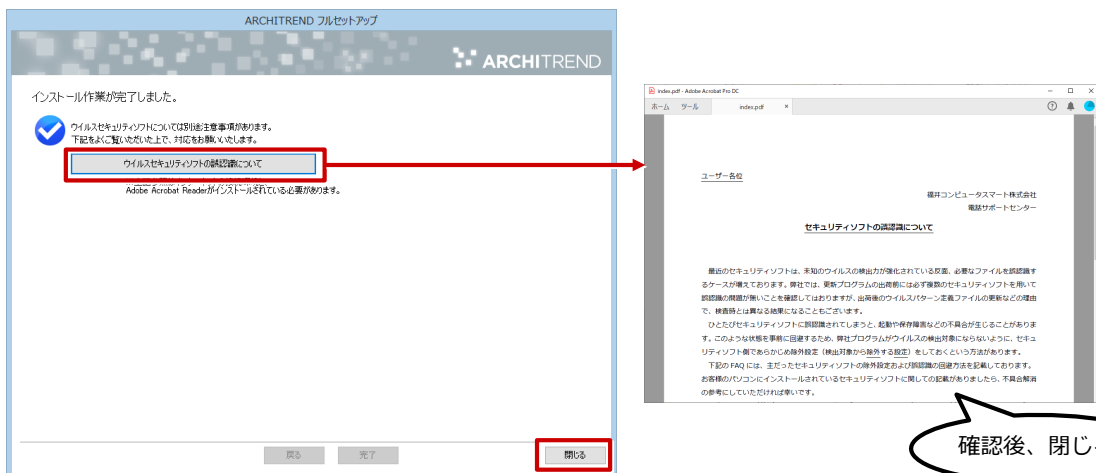 ARCHITREND フルセットアップ
ARCHITREND
インストール作業が完了しました。
ウイルスセキュリティソフトについては別途注意事項があります。
下記をよくご覧いただいた上で、対応をお願いいたします。
ウイルスセキュリティソフトの誤認識について
Adobe Acrobat Readerがインストールされている必要があります。
戻る
完了
閉じる
index.pdf - Adobe Acrobat Pro DC
ホーム ツール index.pdf ×
ユーザー各位
福井コンピュータスマート株式会社
電話サポートセンター
セキュリティソフトの誤認識について
最近のセキュリティソフトは、未知のウイルスの検出力が強化されている反面、必要なファイルを誤認識す
るケースが増えております。弊社では、更新プログラムの出荷前には必ず複数のセキュリティソフトを用いて
誤認識の問題が無いことを確認してはおりますが、出荷後のウイルスパターン定義ファイルの更新などの理由
で、検査時とは異なる結果になることもございます。
ひとたびセキュリティソフトに誤認識されてしまうと、起動や保存障害などの不具合が生じることがありま
す。このような状態を事前に回避するため、弊社プログラムがウイルスの検出対象にならないように、セキュ
リティソフト側であらかじめ除外設定（検出対象から除外する設定）をしておくという方法があります。
下記の FAQ には、主だったセキュリティソフトの除外設定および誤認識の回避方法を記載しております。
お客様のパソコンにインストールされているセキュリティソフトに関しての記載がありましたら、不具合解消
の参考にしていただければ幸いです。
確認後、閉じ